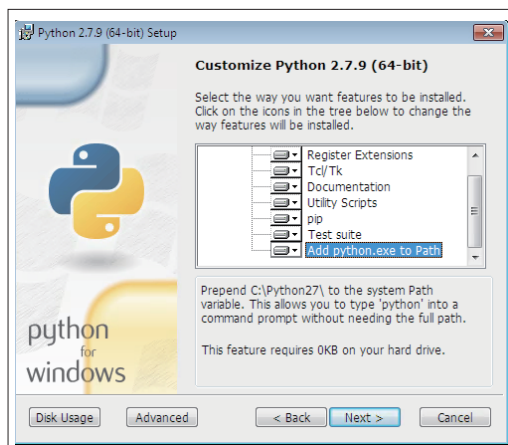 Python 2.7.9 (64-bit) Setup
Customize Python 2.7.9 (64-bit)
Select the way you want features to be installed.
Click on the icons in the tree below to change the
way features will be installed.
Register Extensions
Tcl/Tk
Documentation
Utility Scripts
pip
Test suite
Add python.exe to Path
Prepend C:\Python27\ to the system Path
variable. This allows you to type 'python' into a
command prompt without needing the full path.
This feature requires 0KB on your hard drive.
python
for
windows
Disk Usage
Advanced
< Back
Next >
Cancel